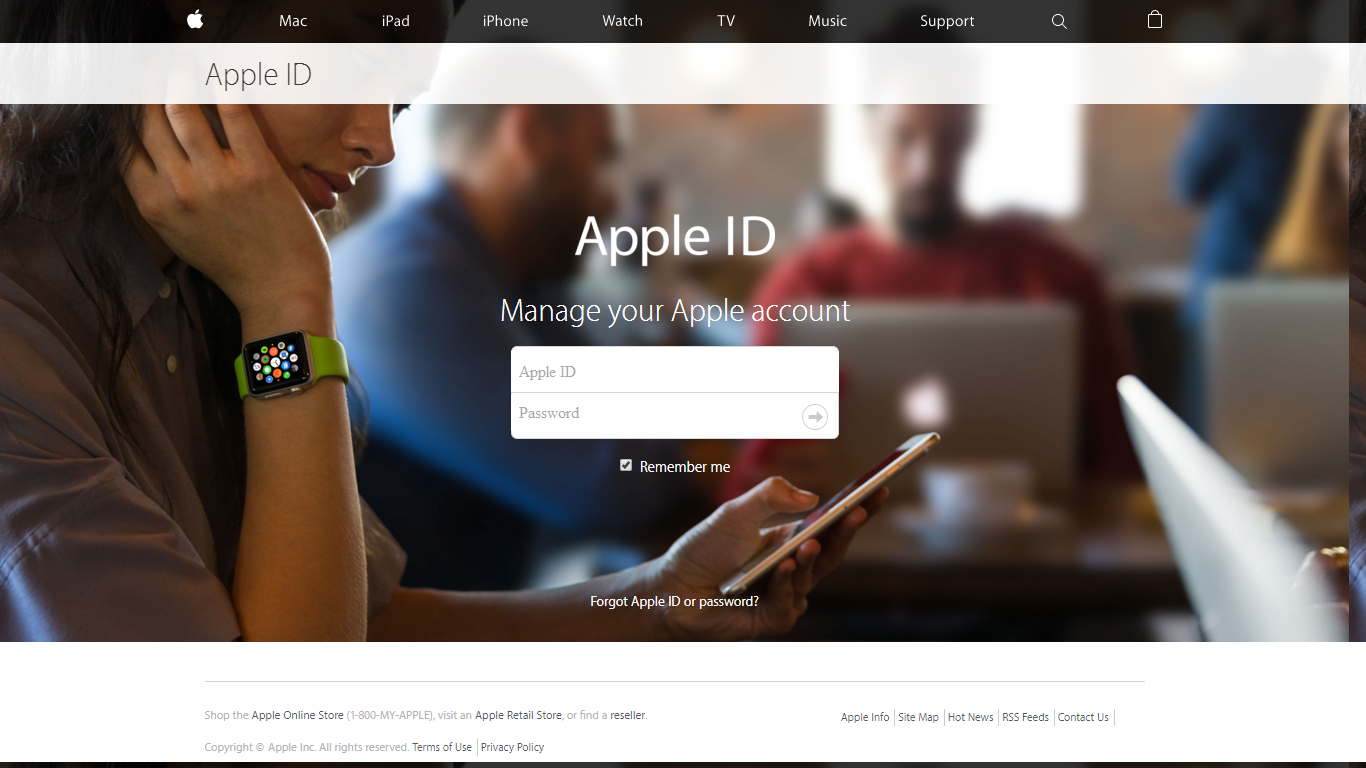 Mac iPad iPhone Watch TV Music Support
Apple ID
Apple ID
Manage your Apple account
Apple ID
Password
Remember me
Forgot Apple ID or password?
Shop the Apple Online Store (1-800-MY-APPLE), visit an Apple Retail Store, or find a reseller.
Apple Info Site Map Hot News RSS Feeds Contact Us
Copyright © Apple Inc. All rights reserved. Terms of Use Privacy Policy